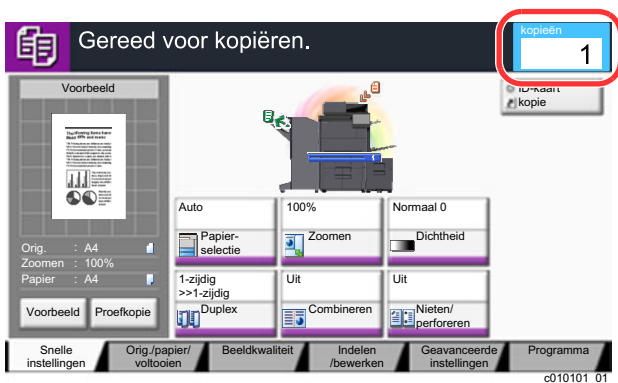 Gereed voor kopiëren.
kopieën
1
ID-kaart
kopie
Voorbeeld
Orig. : A4
Zoomen : 100%
Papier : A4
Voorbeeld
Proefkopie
Auto
Papier-
selectie
100%
Zoomen
Normaal 0
Dichtheid
1-zijdig
>>1-zijdig
Duplex
Uit
Combineren
Uit
Nieten/
perforeren
Snelle
instellingen
Orig./papier/
voltooien
Beeldkwaliteit
Indelen
/bewerken
Geavanceerde
instellingen
Programma
c010101_01